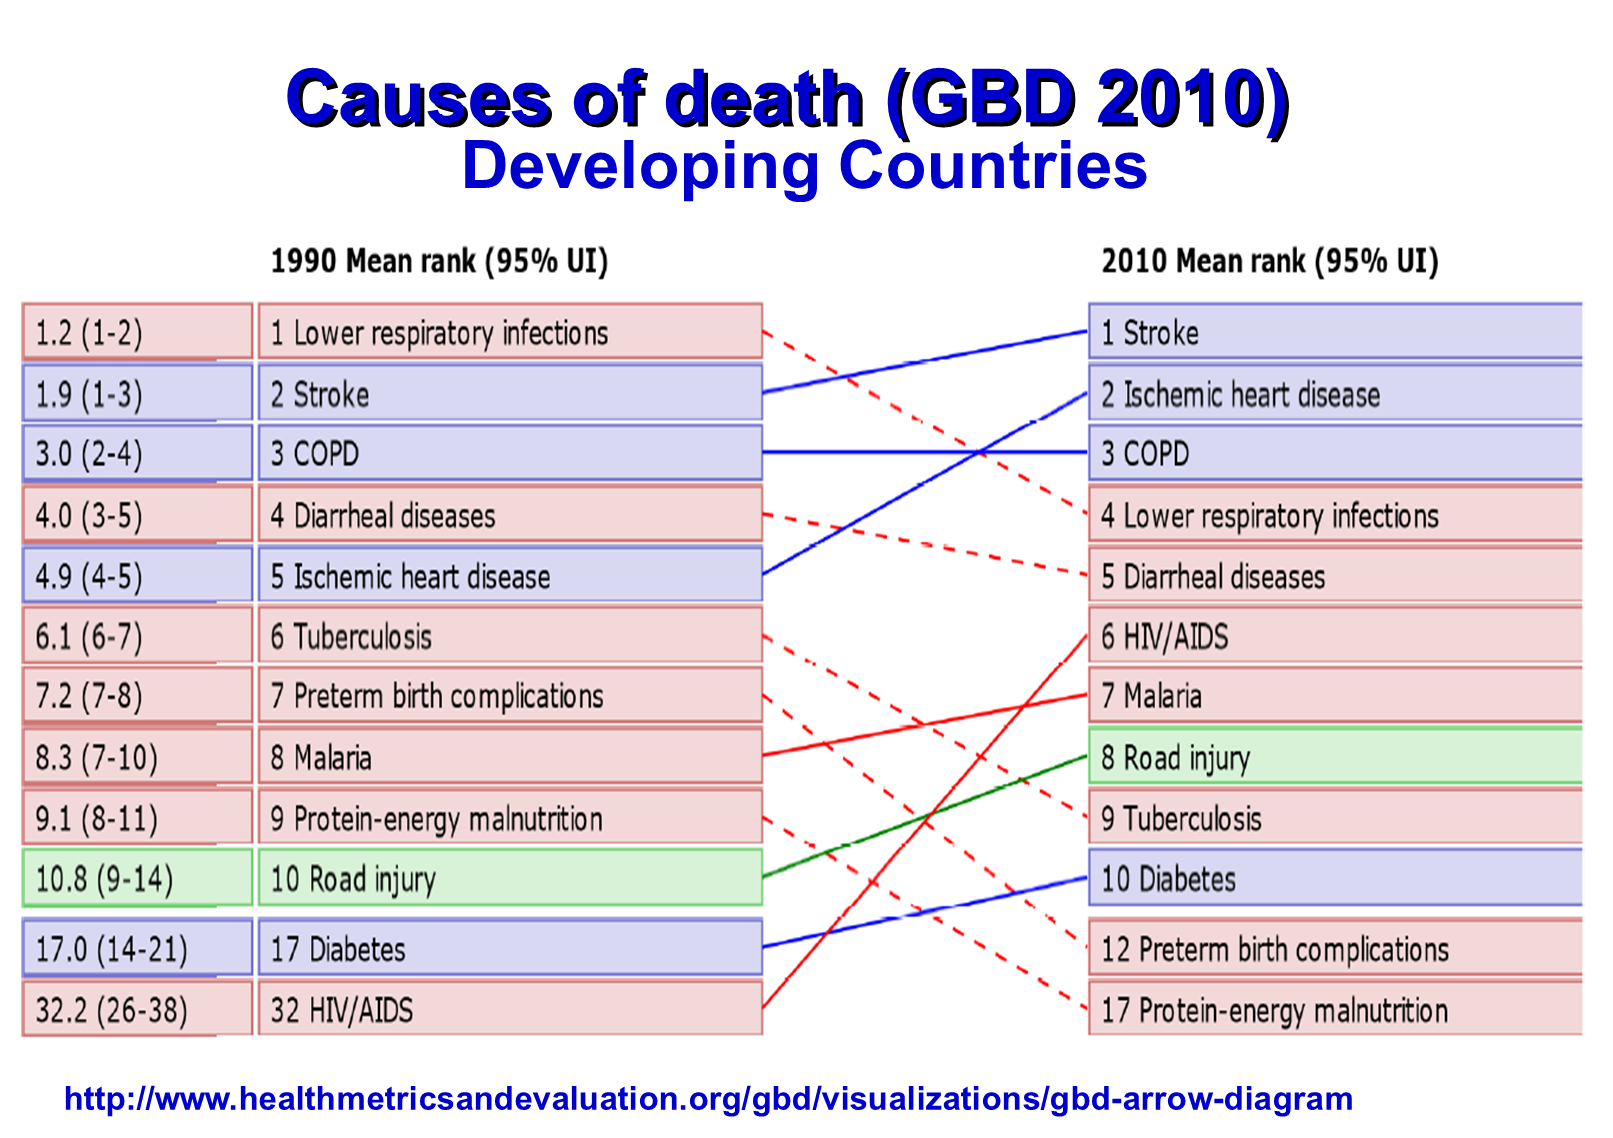 Causes of death (GBD 2010)
Developing Countries
1990 Mean rank (95% UI)
2010 Mean rank (95% UI)
1.2 (1-2) 1 Lower respiratory infections 1 Stroke
1.9 (1-3) 2 Stroke 2 Ischemic heart disease
3.0 (2-4) 3 COPD 3 COPD
4.0 (3-5) 4 Diarrheal diseases 4 Lower respiratory infections
4.9 (4-5) 5 Ischemic heart disease 5 Diarrheal diseases
6.1 (6-7) 6 Tuberculosis 6 HIV/AIDS
7.2 (7-8) 7 Preterm birth complications 7 Malaria
8.3 (7-10) 8 Malaria 8 Road injury
9.1 (8-11) 9 Protein-energy malnutrition 9 Tuberculosis
10.8 (9-14) 10 Road injury 10 Diabetes
17.0 (14-21) 17 Diabetes 12 Preterm birth complications
32.2 (26-38) 32 HIV/AIDS 17 Protein-energy malnutrition
http://www.healthmetricsandevaluation.org/gbd/visualizations/gbd-arrow-diagram